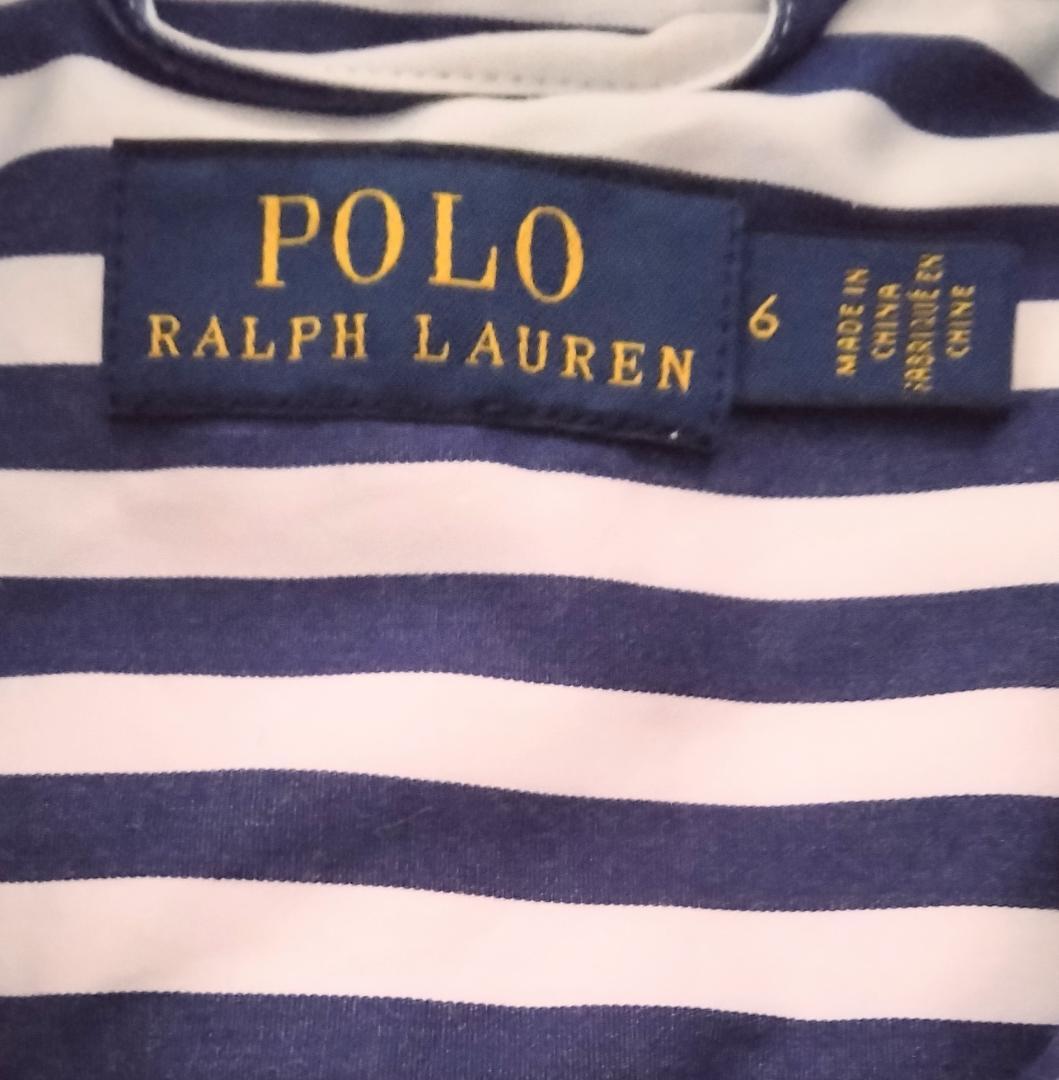 POLO
RALPH LAUREN
6
MADE IN
CHINA
FABRIQUÉ EN
CHINE